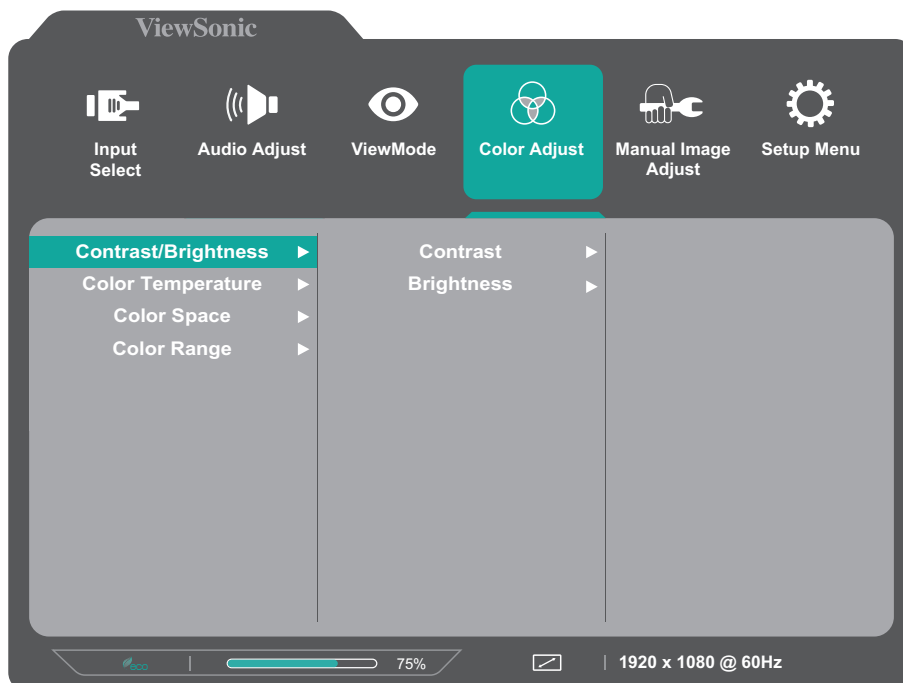 ViewSonic
Input
Select
Audio Adjust
ViewMode
Color Adjust
Manual Image
Adjust
Setup Menu
Contrast/Brightness
Color Temperature
Color Space
Color Range
Contrast
Brightness
eco
75%
1920 x 1080 @ 60Hz